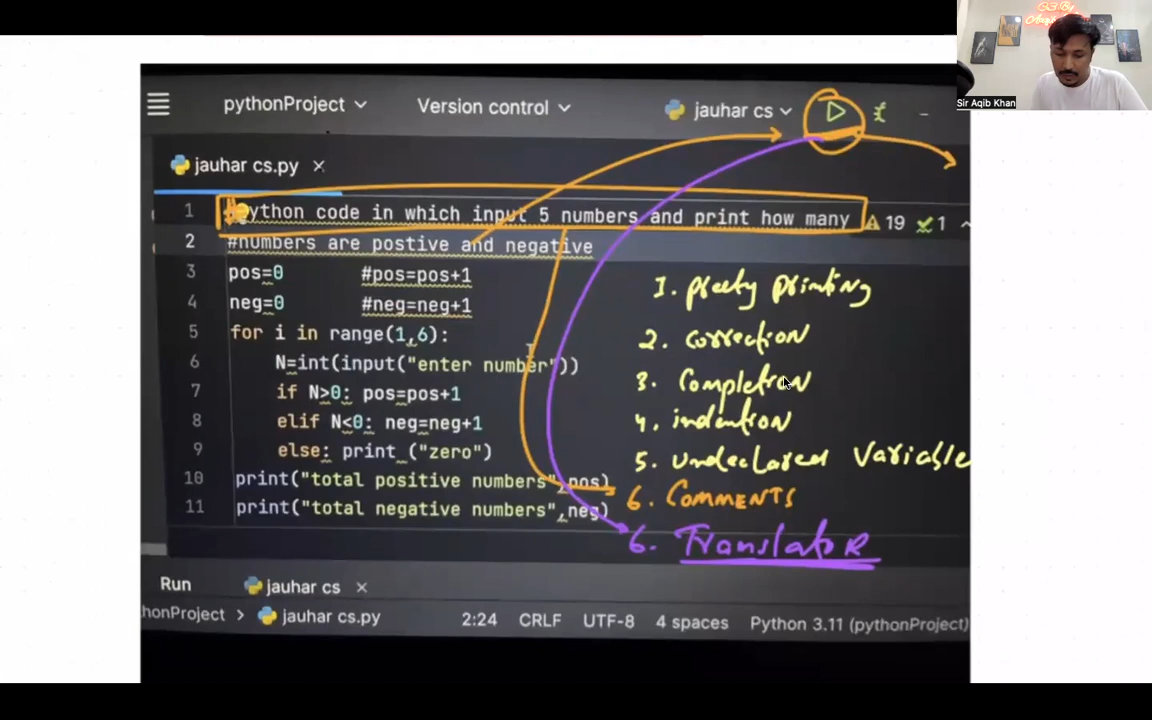 pythonProject Version control jauhar cs
jauhar cs.py
1 #python code in which input 5 numbers and print how many 19 1
2 #numbers are postive and negative
3 pos=0 #pos=pos+1
4 neg=0 #neg=neg+1
5 for i in range(1,6):
6 N=int(input("enter number"))
7 if N>0: pos=pos+1
8 elif N<0: neg=neg+1
9 else: print ("zero")
10 print("total positive numbers",pos)
11 print("total negative numbers",neg)
1. preety printing
2. correction
3. Completion
4. indention
5. undeclared Variable
6. COMMENTS
6. Translator
Run jauhar cs
honProject > jauhar cs.py 2:24 CRLF UTF-8 4 spaces Python 3.11 (pythonProject)
CS By
Sir Aqib Khan